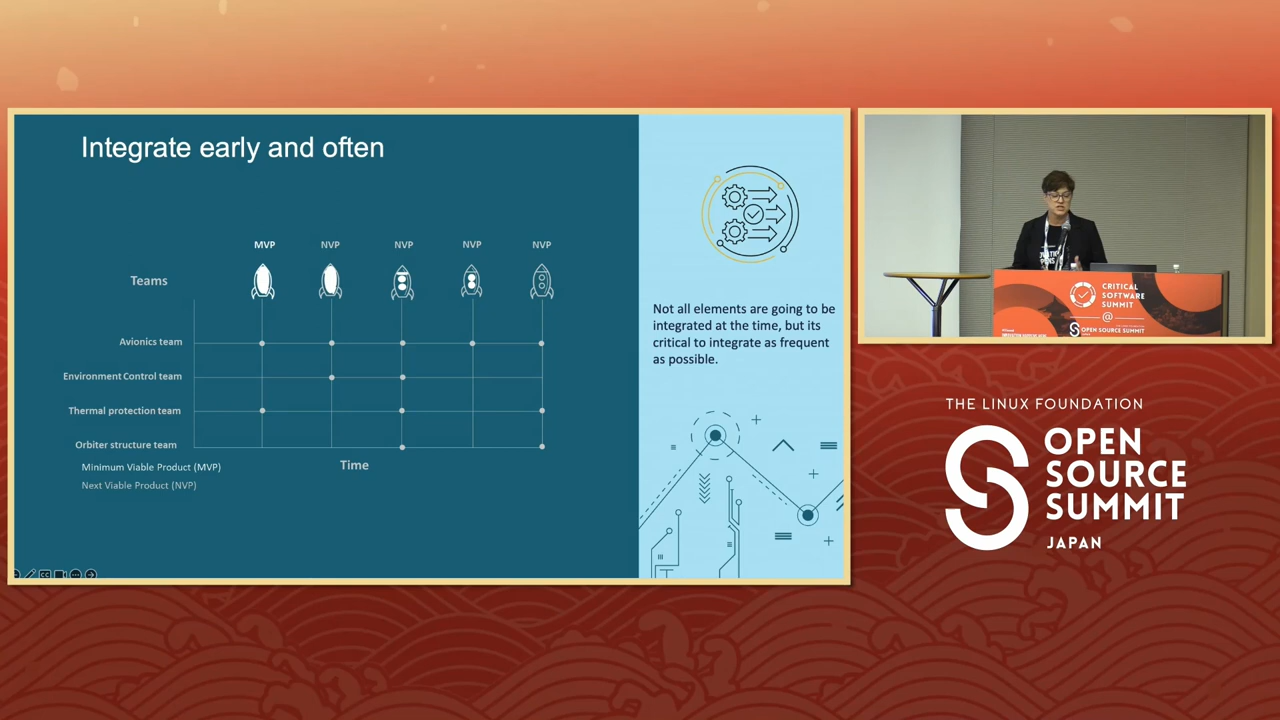 Integrate early and often
MVP NVP NVP NVP NVP
Teams
Avionics team
Environment Control team
Thermal protection team
Orbiter structure team
Time
Minimum Viable Product (MVP)
Next Viable Product (NVP)
Not all elements are going to be
integrated at the time, but its
critical to integrate as frequent
as possible.
CRITICAL
SOFTWARE
SUMMIT
@
OPEN SOURCE SUMMIT
THE LINUX FOUNDATION
OPEN
SOURCE
SUMMIT
JAPAN